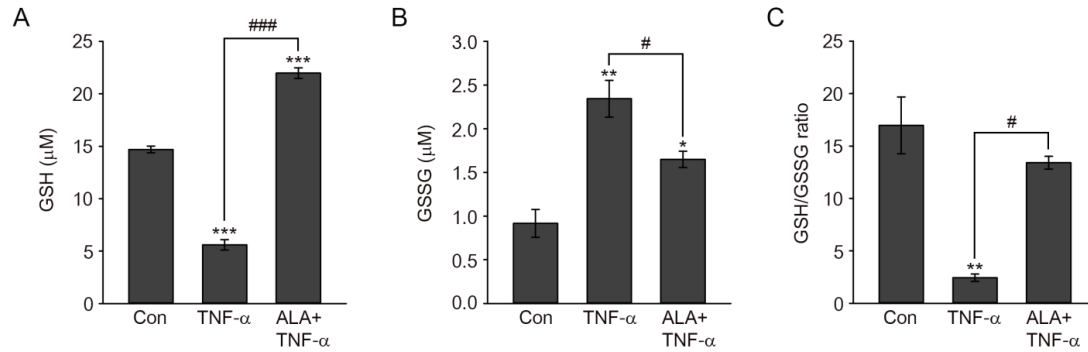 A
GSH (μM)
25
20
15
10
5
0
###
***
***
Con
TNF-α
ALA+
TNF-α
B
GSSG (μM)
3.0
2.5
2.0
1.5
1.0
0.5
0.0
#
**
*
Con
TNF-α
ALA+
TNF-α
C
GSH/GSSG ratio
25
20
15
10
5
0
#
**
Con
TNF-α
ALA+
TNF-α